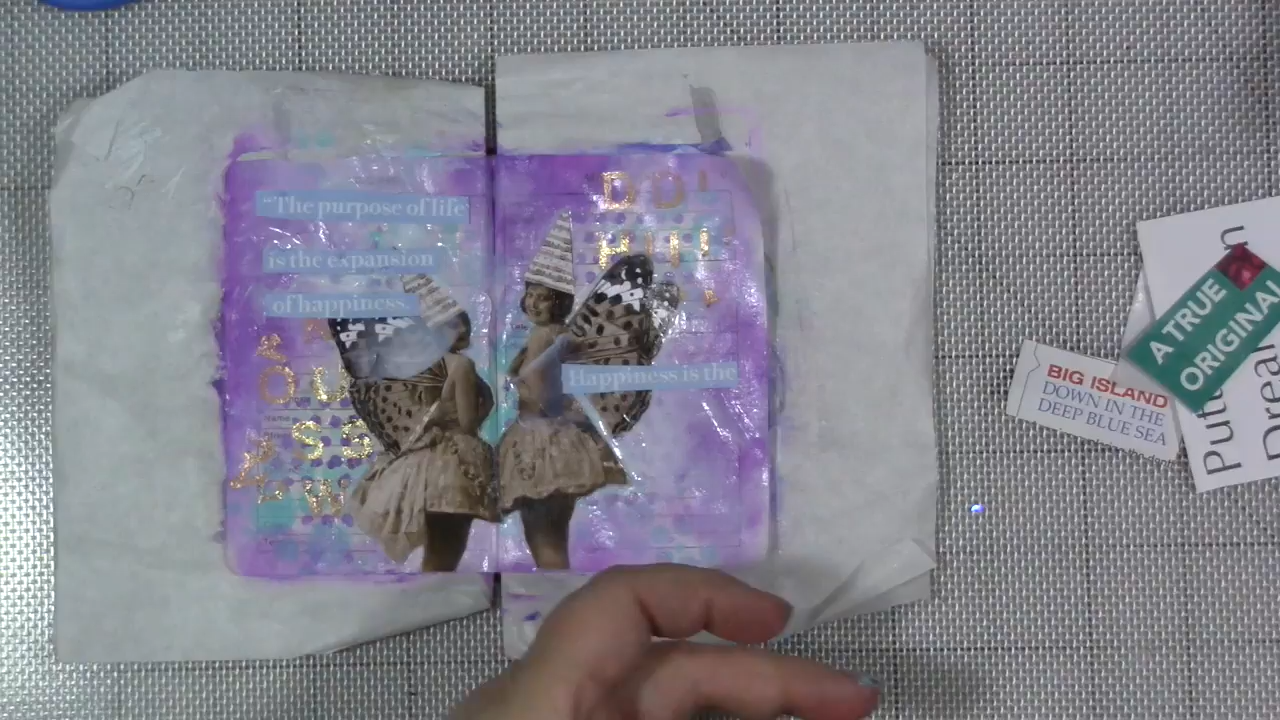 “The purpose of life
is the expansion
of happiness.
O U
S S
W
D D !
H I !
Happiness is the
BIG ISLAND
DOWN IN THE
DEEP BLUE SEA
A TRUE
ORIGINAL